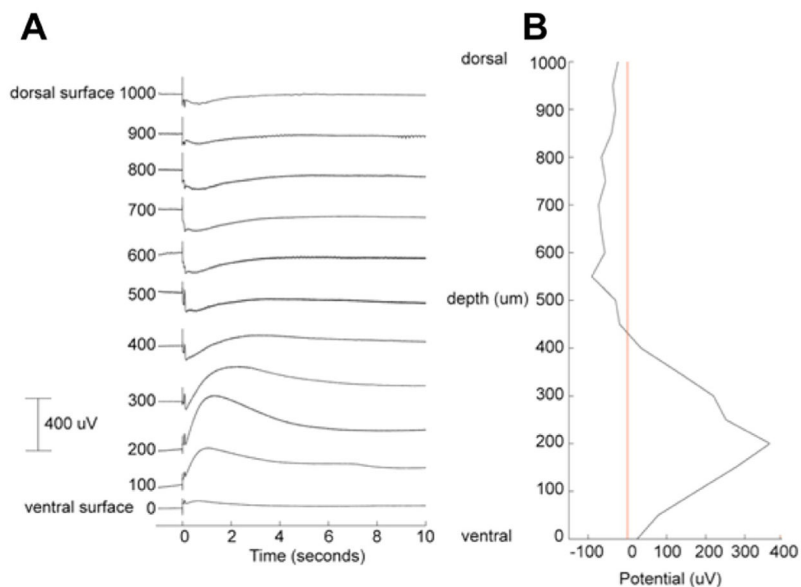 A
dorsal surface 1000
900
800
700
600
500
400
300
400 uV
200
100
ventral surface 0
0 2 4 6 8 10
Time (seconds)
B
dorsal 1000
900
800
700
600
depth (um) 500
400
300
200
100
ventral 0
-100 0 100 200 300 400
Potential (uV)